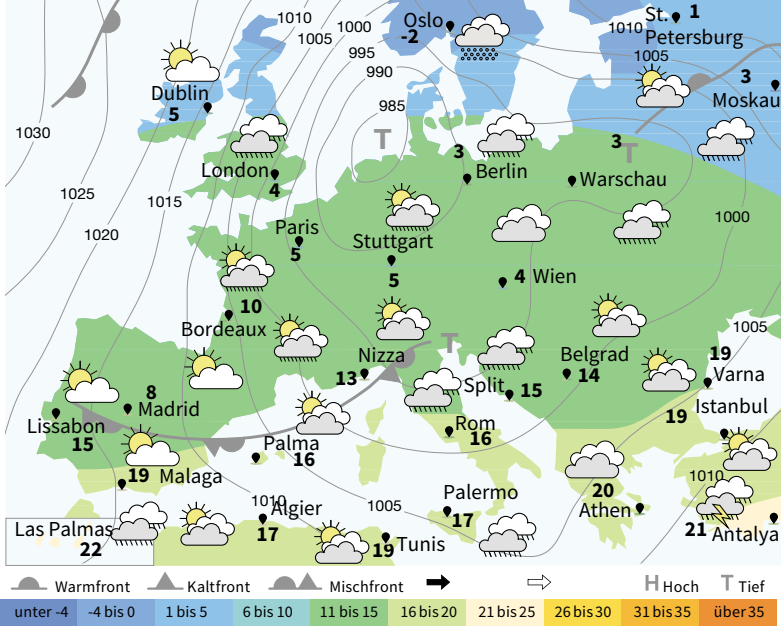 1010
1005
1000
995
990
985
Oslo
-2
St.
Petersburg
1
1010
1005
3
Moskau
Dublin
5
1030
1025
1020
1015
London
4
T
3
Berlin
3
T
Warschau
1000
Paris
5
Stuttgart
5
4 Wien
10
Bordeaux
Nizza
13
T
Split
15
Belgrad
14
1005
19
Varna
19
Istanbul
8
Madrid
Lissabon
15
19 Malaga
Palma
16
Rom
16
1010
Algier
17
1005
19 Tunis
Palermo
17
20
Athen
1010
21 Antalya
Las Palmas
22
Warmfront Kaltfront Mischfront H Hoch T Tief
unter -4 -4 bis 0 1 bis 5 6 bis 10 11 bis 15 16 bis 20 21 bis 25 26 bis 30 31 bis 35 über 35